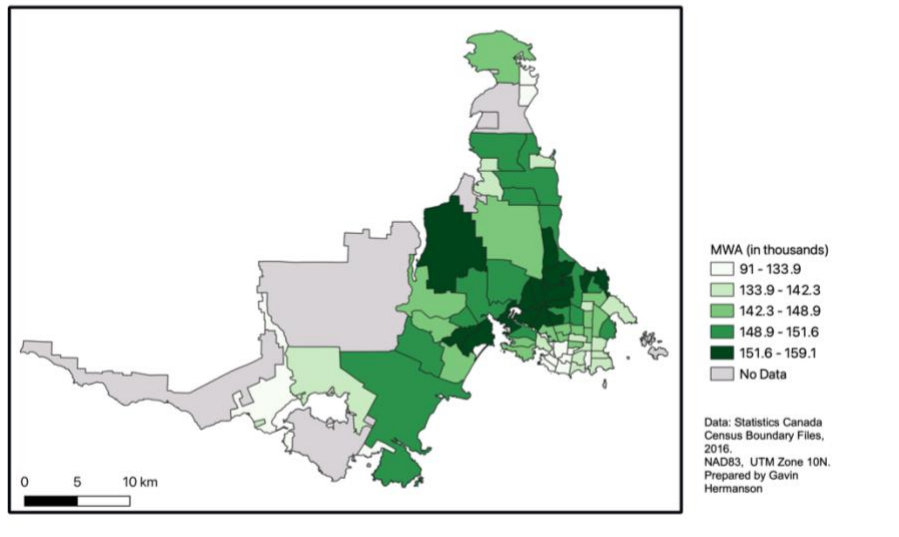 MWA (in thousands)
91 - 133.9
133.9 - 142.3
142.3 - 148.9
148.9 - 151.6
151.6 - 159.1
No Data
Data: Statistics Canada
Census Boundary Files,
2016.
NAD83, UTM Zone 10N.
Prepared by Gavin
Hermanson
0 5 10 km